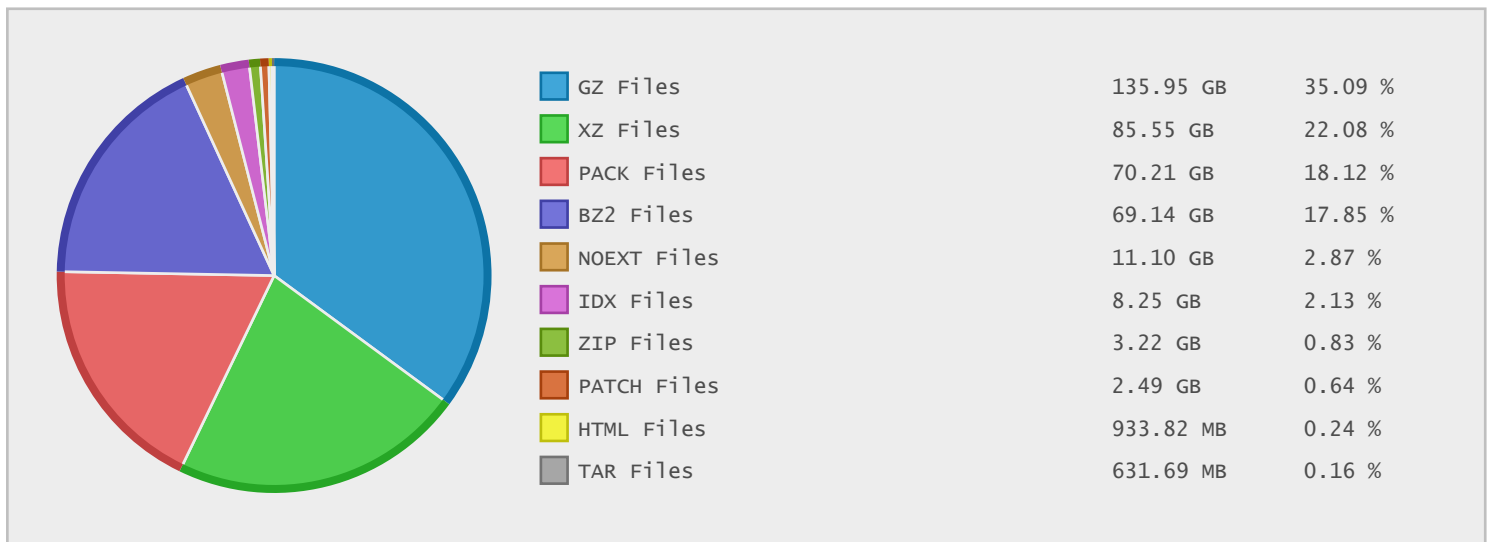 GZ Files 135.95 GB 35.09 %
XZ Files 85.55 GB 22.08 %
PACK Files 70.21 GB 18.12 %
BZ2 Files 69.14 GB 17.85 %
NOEXT Files 11.10 GB 2.87 %
IDX Files 8.25 GB 2.13 %
ZIP Files 3.22 GB 0.83 %
PATCH Files 2.49 GB 0.64 %
HTML Files 933.82 MB 0.24 %
TAR Files 631.69 MB 0.16 %